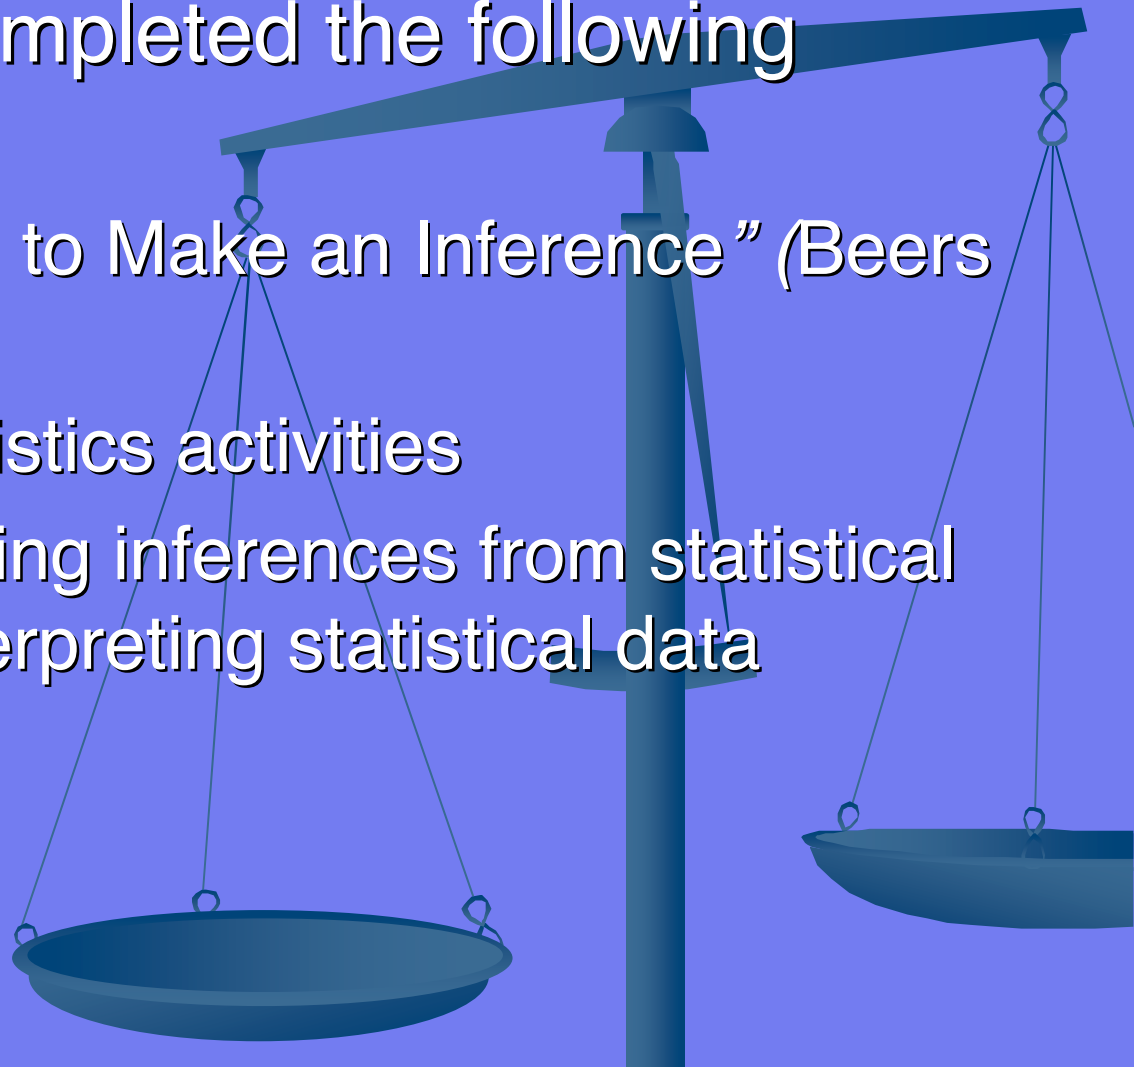 mpleted the following
to Make an Inference” (Beers
istics activities
ing inferences from statistical
erpreting statistical data